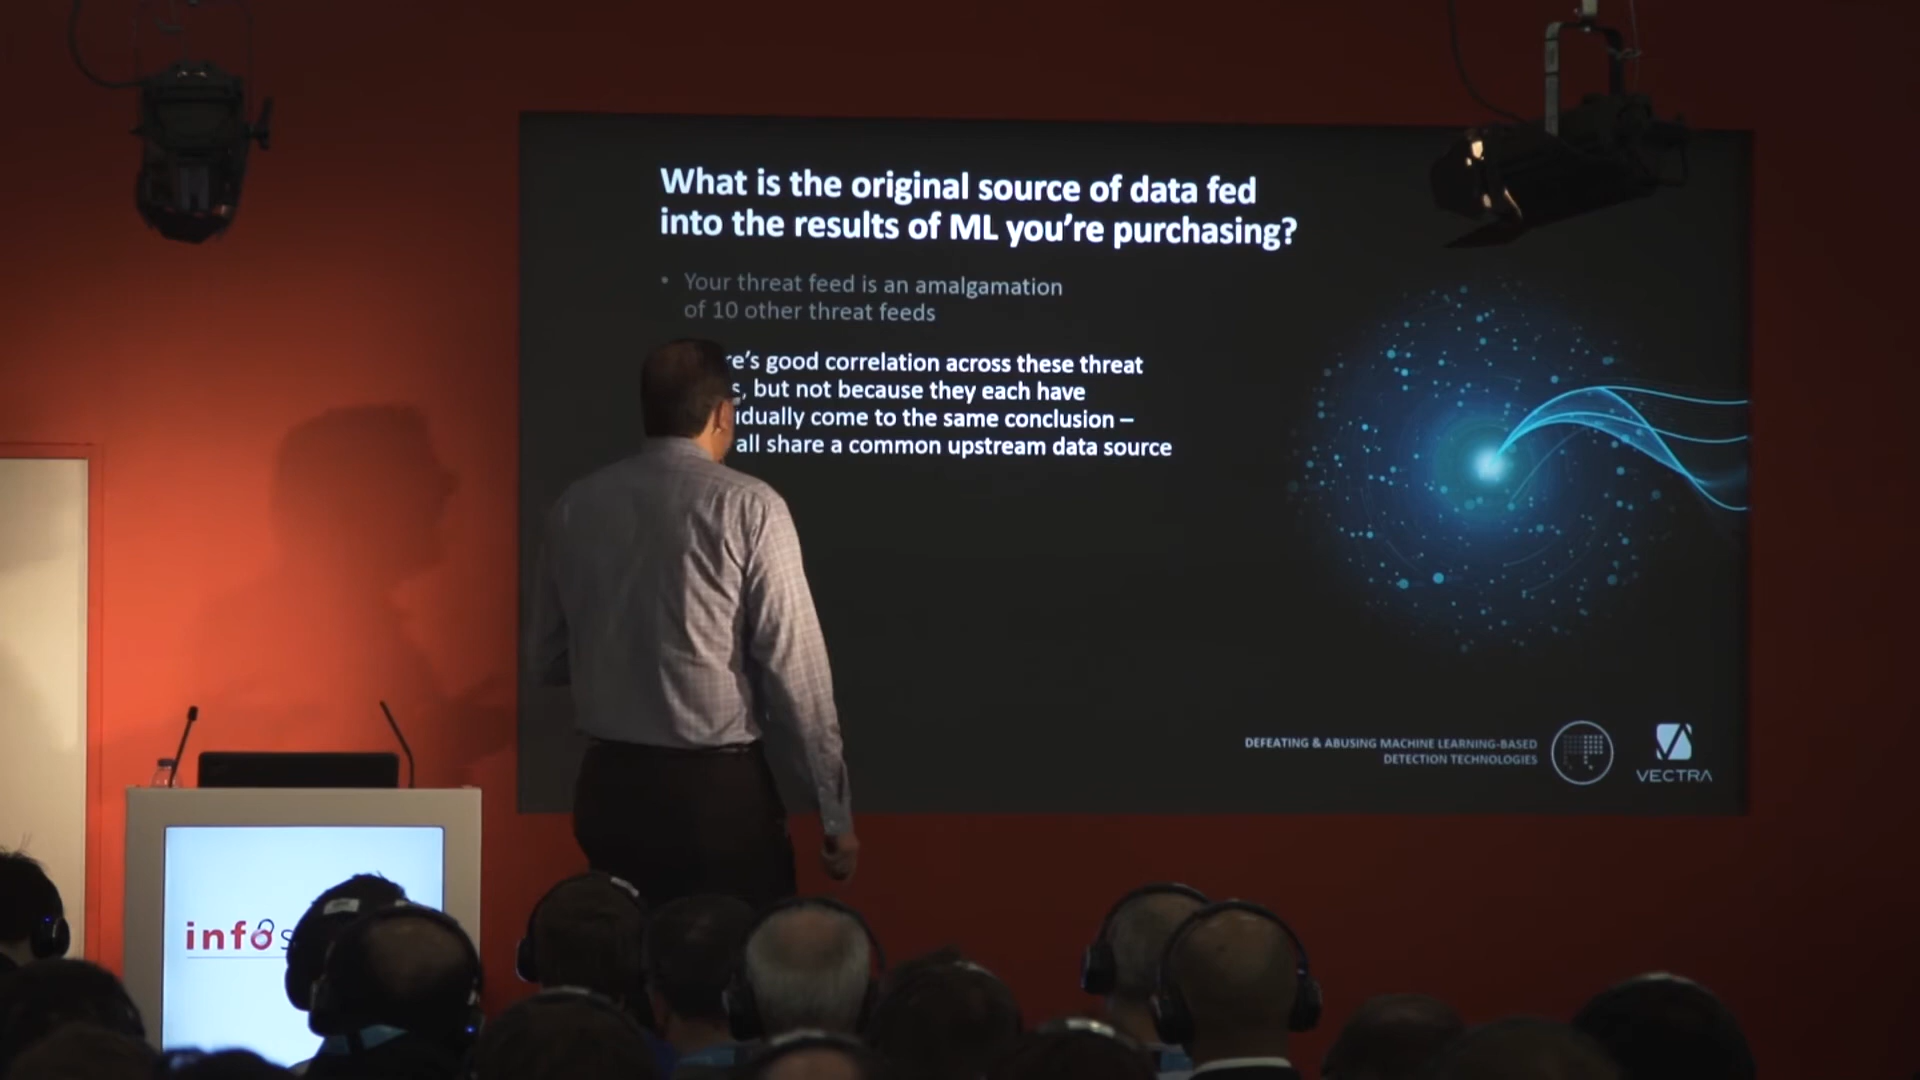 What is the original source of data fed
into the results of ML you're purchasing?
• Your threat feed is an amalgamation
of 10 other threat feeds
re's good correlation across these threat
s, but not because they each have
idually come to the same conclusion –
all share a common upstream data source
DEFEATING & ABUSING MACHINE LEARNING-BASED
DETECTION TECHNOLOGIES
VECTRA
infos